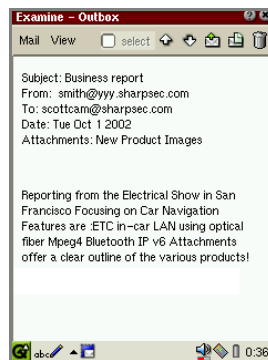 Examine - Outbox
Mail View select
Subject: Business report
From: smith@yyy.sharpsec.com
To: scottcam@sharpsec.com
Date: Tue Oct 1 2002
Attachments: New Product Images
Reporting from the Electrical Show in San
Francisco Focusing on Car Navigation
Features are :ETC in-car LAN using optical
fiber Mpeg4 Bluetooth IP v6 Attachments
offer a clear outline of the various products!
abc 0:36